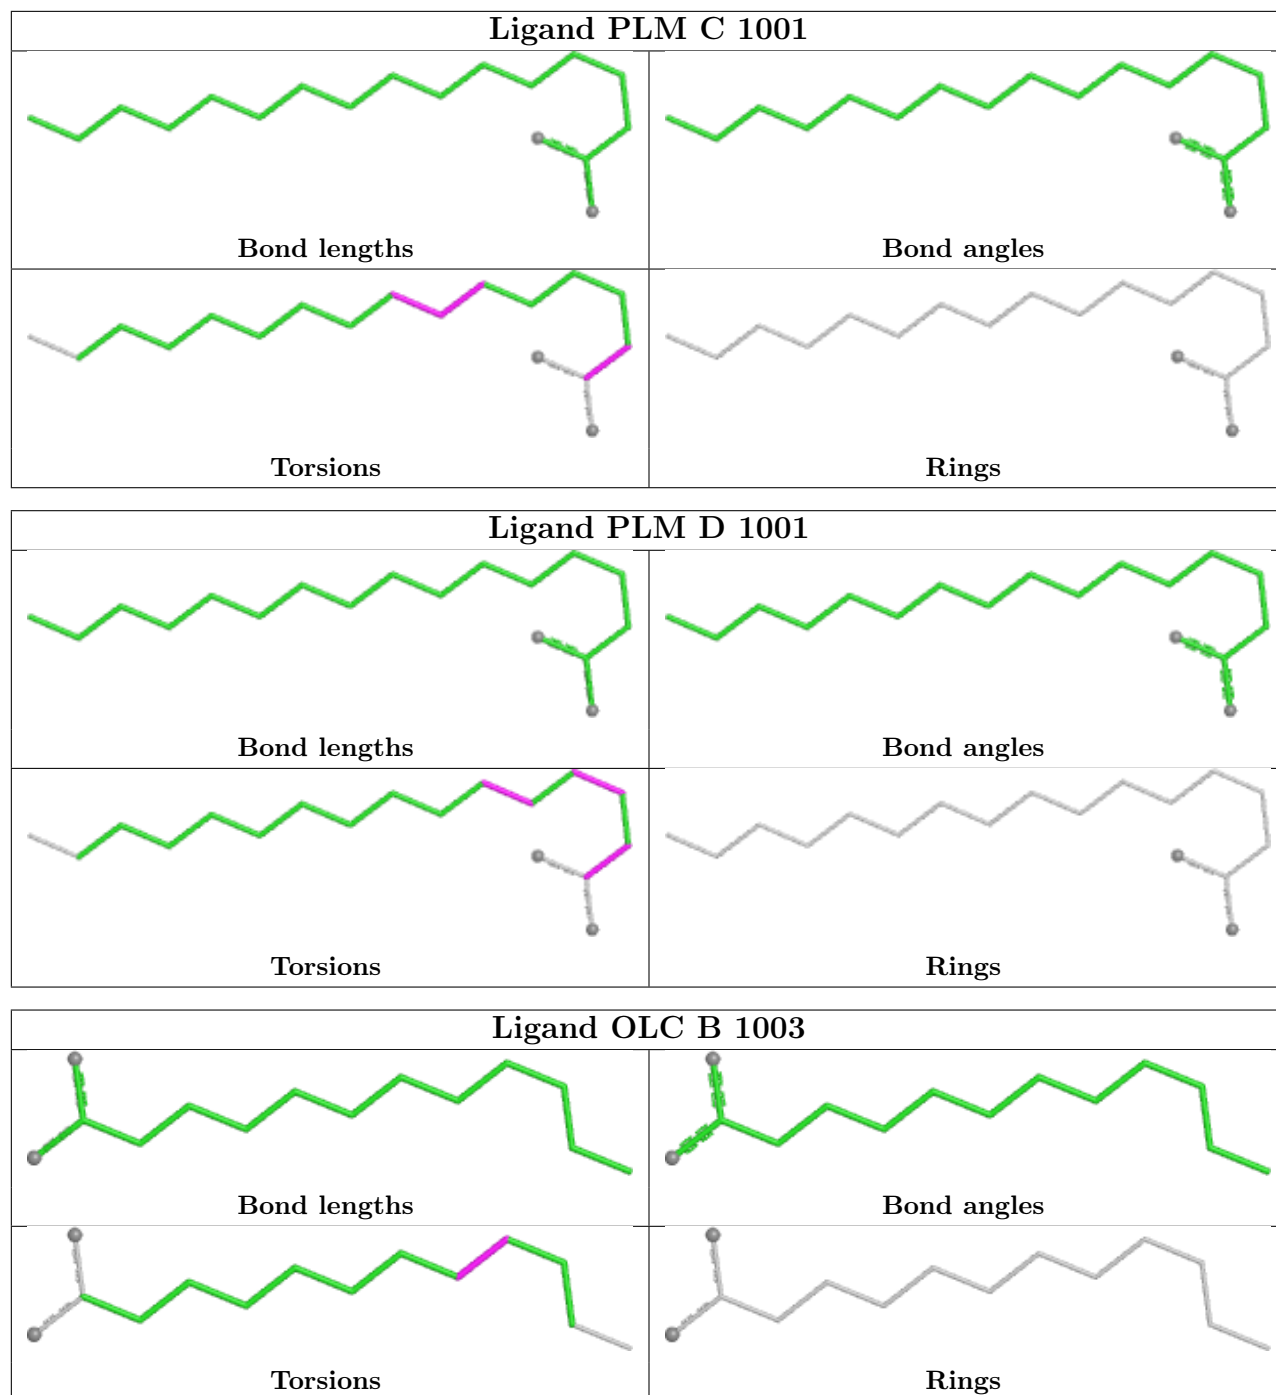 Ligand PLM C 1001
Bond lengths
Bond angles
Torsions
Rings
Ligand PLM D 1001
Bond lengths
Bond angles
Torsions
Rings
Ligand OLC B 1003
Bond lengths
Bond angles
Torsions
Rings